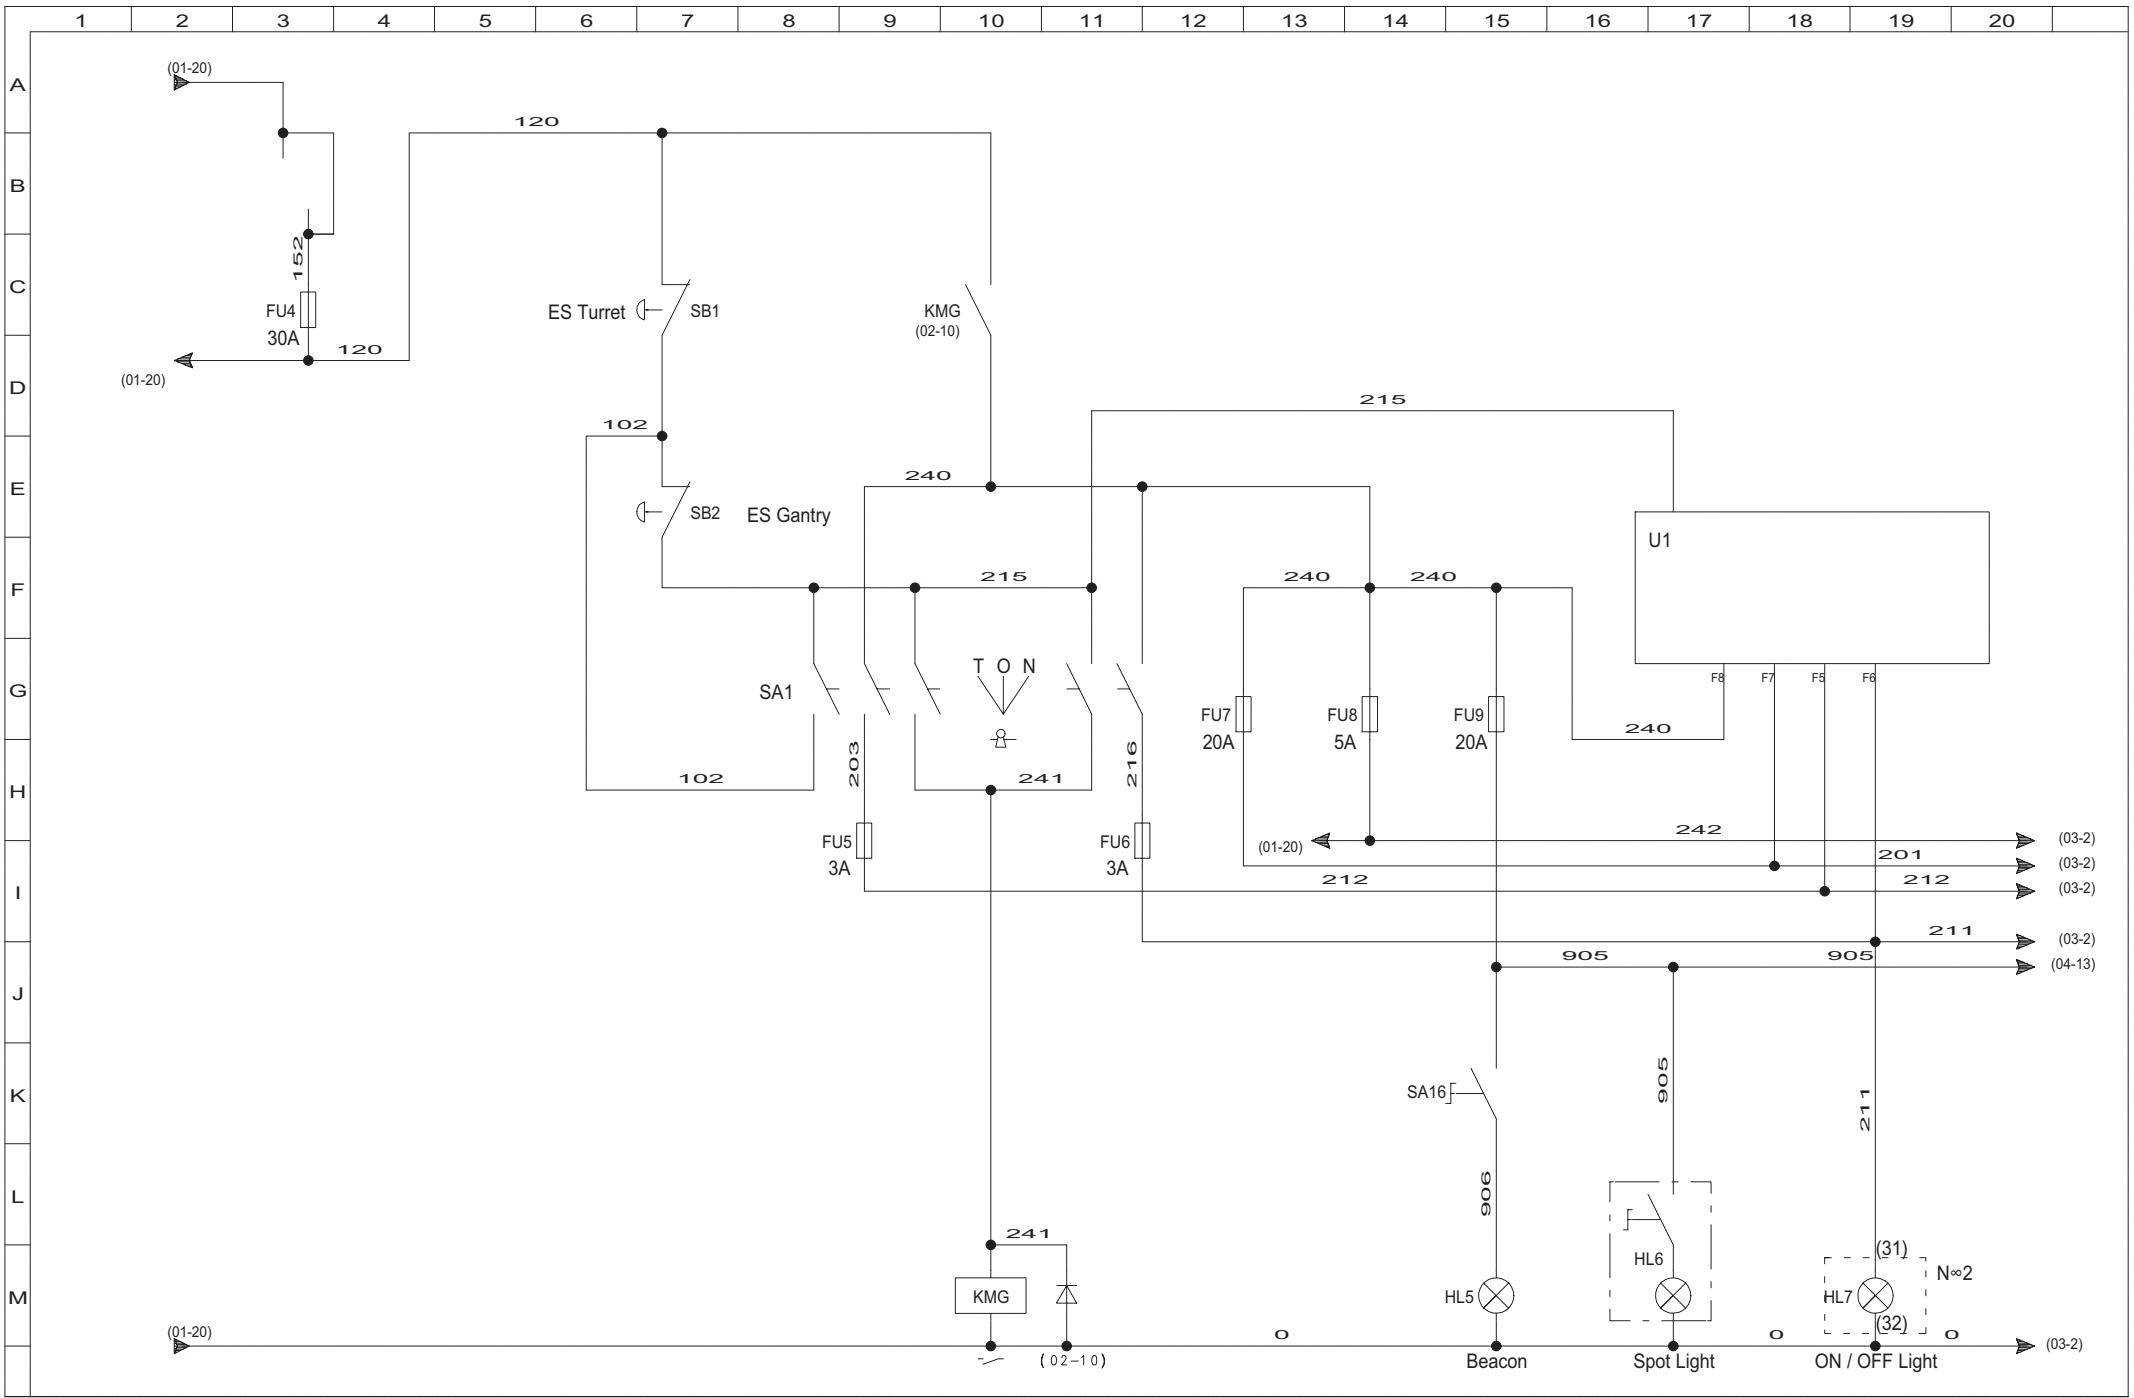 1 2 3 4 5 6 7 8 9 10 11 12 13 14 15 16 17 18 19 20
A
(01-20)
120
B
152
C
FU4
30A
ES Turret
SB1
KMG
(02-10)
120
(01-20)
D
215
102
E
240
SB2
ES Gantry
U1
F
215
240
240
T O N
F8
F7
F5
F6
G
SA1
FU7
20A
FU8
5A
FU9
20A
240
203
216
H
102
241
242
(03-2)
FU5
3A
FU6
3A
(01-20)
201
(03-2)
I
212
212
(03-2)
211
(03-2)
905
905
(04-13)
J
K
SA16
905
211
L
906
241
(31)
HL6
N∞2
M
KMG
HL5
HL7
(32)
(01-20)
0
0
0
(03-2)
(02-10)
Beacon
Spot Light
ON / OFF Light